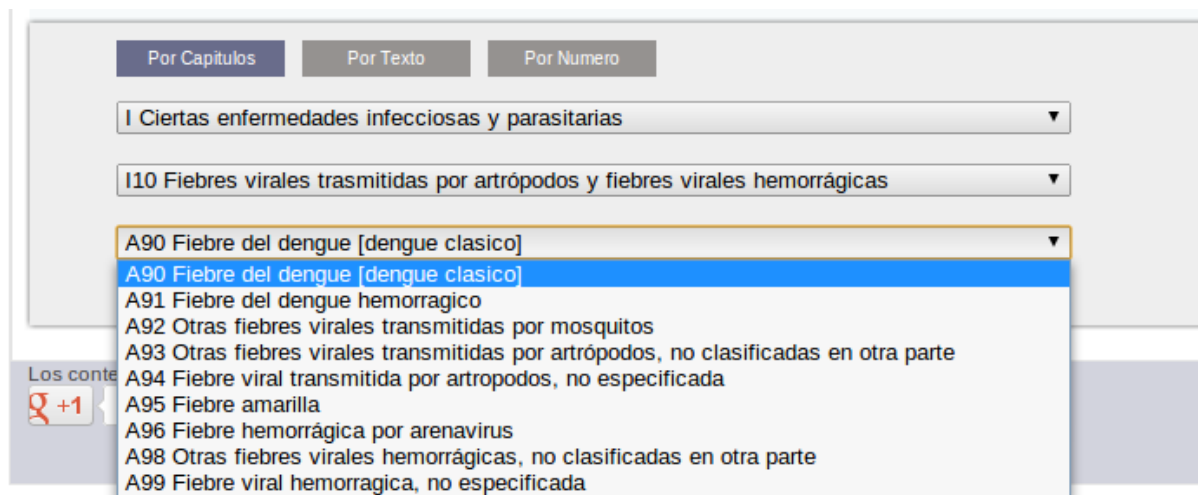 Por Capitulos
Por Texto
Por Numero
I Ciertas enfermedades infecciosas y parasitarias
I10 Fiebres virales trasmitidas por artrópodos y fiebres virales hemorrágicas
A90 Fiebre del dengue [dengue clasico]
A90 Fiebre del dengue [dengue clasico]
A91 Fiebre del dengue hemorragico
A92 Otras fiebres virales transmitidas por mosquitos
A93 Otras fiebres virales transmitidas por artrópodos, no clasificadas en otra parte
Los conte
A94 Fiebre viral transmitida por artropodos, no especificada
g +1
A95 Fiebre amarilla
A96 Fiebre hemorrágica por arenavirus
A98 Otras fiebres virales hemorrágicas, no clasificadas en otra parte
A99 Fiebre viral hemorragica, no especificada